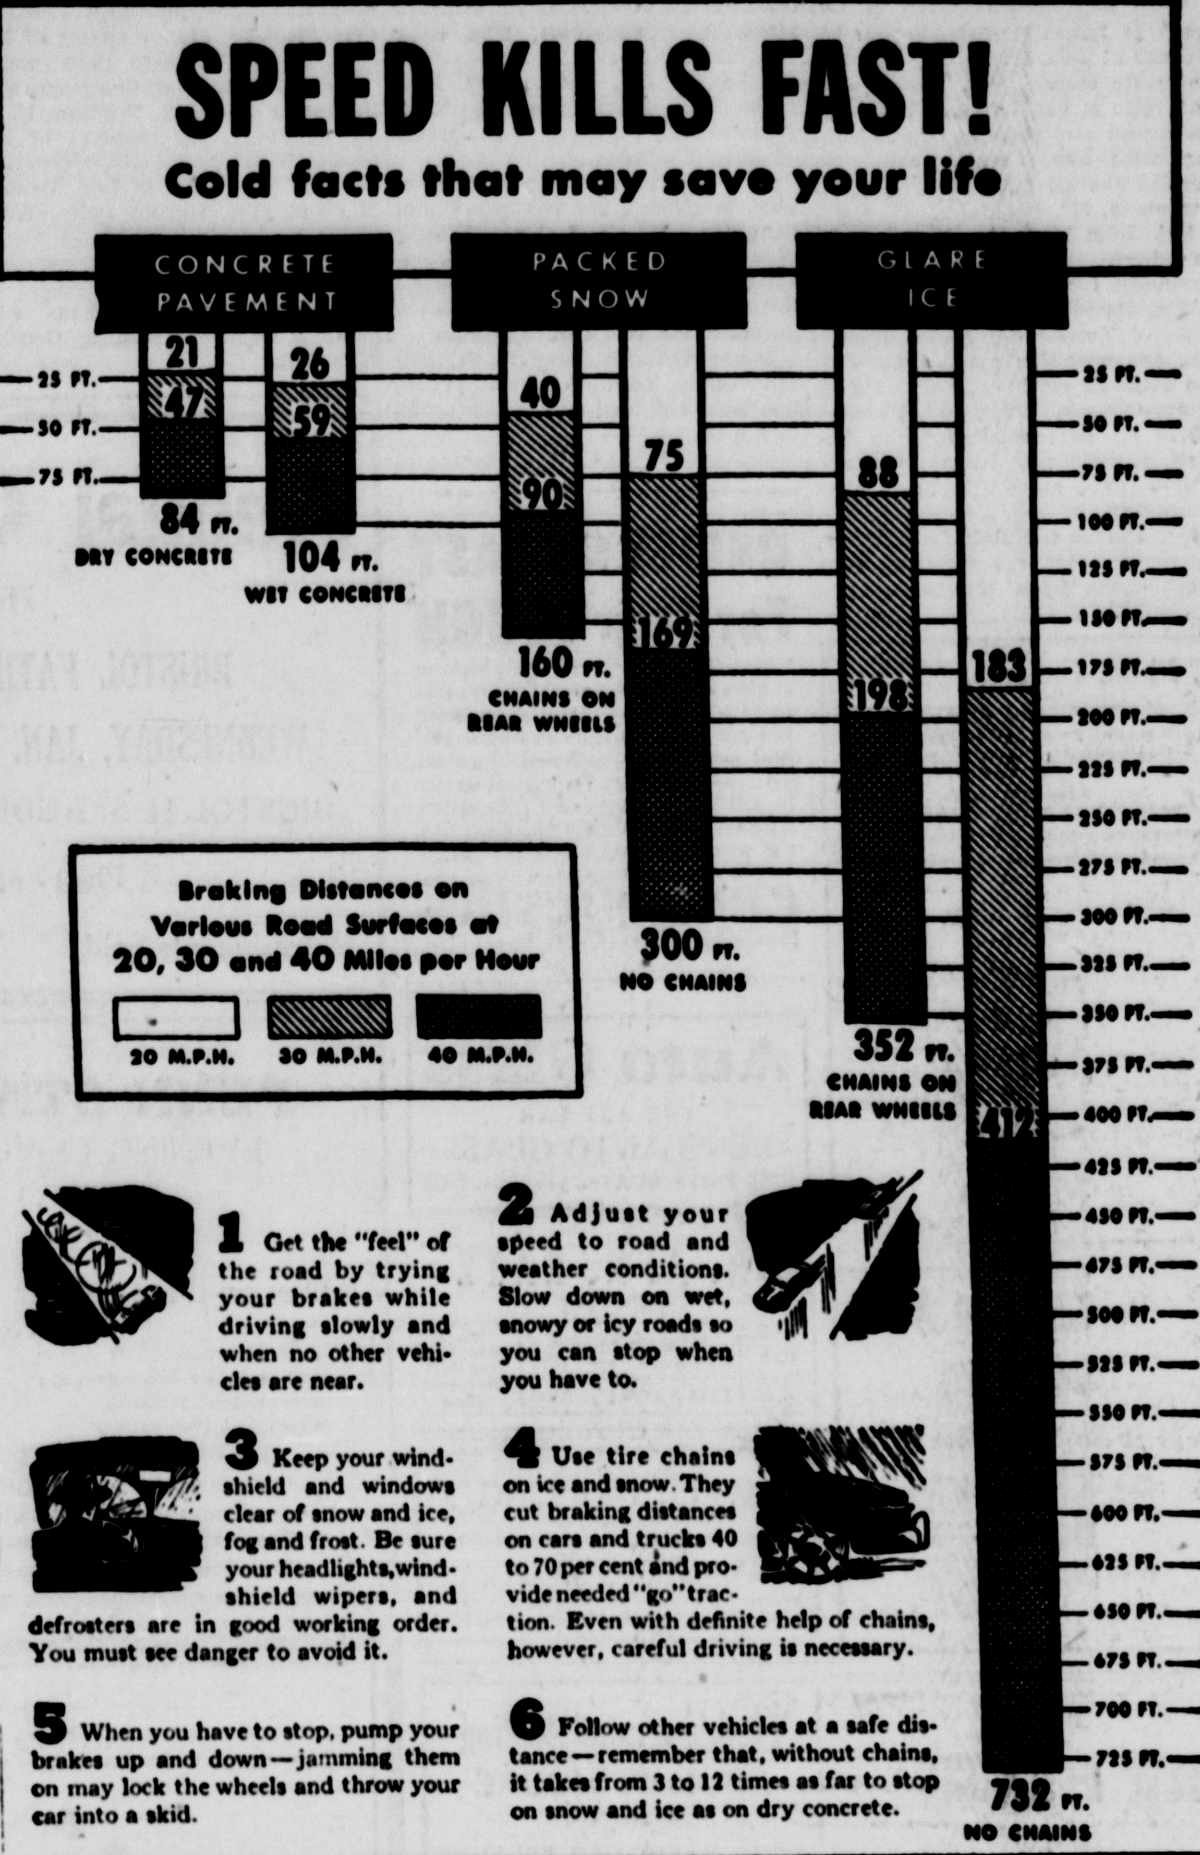 SPEED KILLS FAST!
Cold facts that may save your life
CONCRETE
PAVEMENT
PACKED
SNOW
GLARE
ICE
21
26
25 FT.
25 FT.
47
59
40
50 FT.
50 FT.
75
88
75 FT.
75 FT.
90
84 FT.
DRY CONCRETE
100 FT.
104 FT.
WET CONCRETE
125 FT.
150 FT.
169
160 FT.
CHAINS ON
REAR WHEELS
183
175 FT.
198
200 FT.
225 FT.
250 FT.
275 FT.
300 FT.
300 FT.
NO CHAINS
325 FT.
350 FT.
352 FT.
CHAINS ON
REAR WHEELS
375 FT.
412
400 FT.
425 FT.
450 FT.
475 FT.
500 FT.
525 FT.
550 FT.
575 FT.
600 FT.
625 FT.
650 FT.
675 FT.
700 FT.
725 FT.
732 FT.
NO CHAINS
Braking Distances on
Various Road Surfaces at
20, 30 and 40 Miles per Hour
20 M.P.H. 30 M.P.H. 40 M.P.H.
1 Get the "feel" of
the road by trying
your brakes while
driving slowly and
when no other vehi-
cles are near.
2 Adjust your
speed to road and
weather conditions.
Slow down on wet,
snowy or icy roads so
you can stop when
you have to.
3 Keep your wind-
shield and windows
clear of snow and ice,
fog and frost. Be sure
your headlights, wind-
shield wipers, and
defrosters are in good working order.
You must see danger to avoid it.
4 Use tire chains
on ice and snow. They
cut braking distances
on cars and trucks 40
to 70 per cent and pro-
vide needed "go" trac-
tion. Even with definite help of chains,
however, careful driving is necessary.
5 When you have to stop, pump your
brakes up and down—jamming them
on may lock the wheels and throw your
car into a skid.
6 Follow other vehicles at a safe dis-
tance—remember that, without chains,
it takes from 3 to 12 times as far to stop
on snow and ice as on dry concrete.